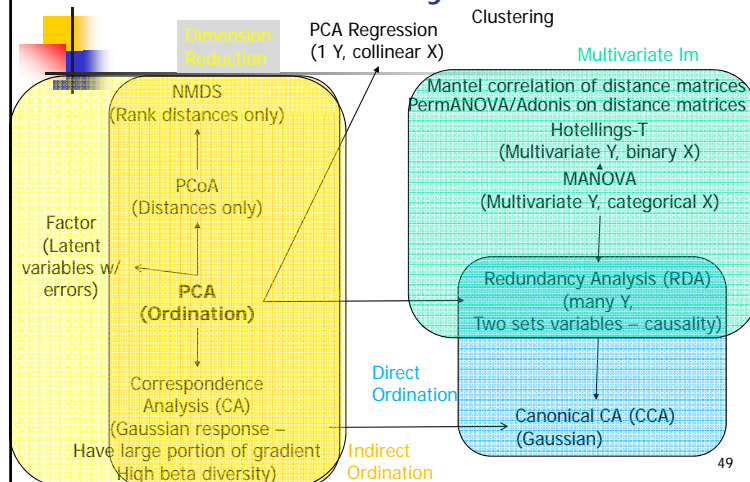 Clustering
PCA Regression
(1 Y, collinear X)
Dimension
Reduction
Multivariate lm
NMDS
(Rank distances only)
PCoA
(Distances only)
Factor
(Latent
variables w/
errors)
PCA
(Ordination)
Correspondence
Analysis (CA)
(Gaussian response –
Have large portion of gradient
High beta diversity)
Mantel correlation of distance matrices
PermANOVA/Adonis on distance matrices
Hotellings-T
(Multivariate Y, binary X)
MANOVA
(Multivariate Y, categorical X)
Redundancy Analysis (RDA)
(many Y,
Two sets variables – causality)
Direct
Ordination
Canonical CA (CCA)
(Gaussian)
Indirect
Ordination
49